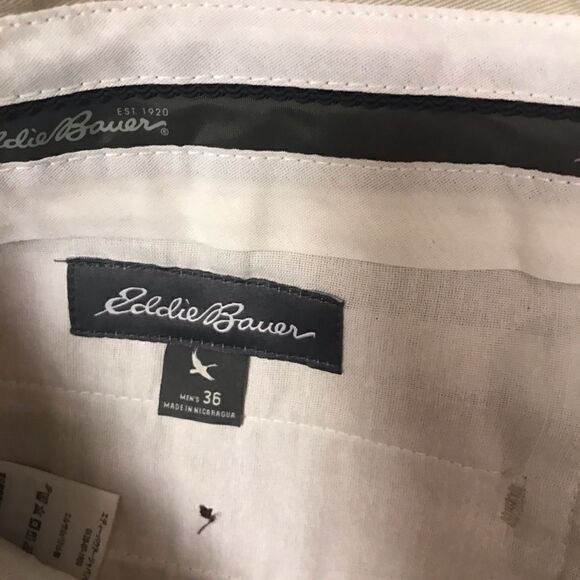 EST. 1920
Eddie Bauer®
Eddie Bauer
MEN'S 36
MADE IN NICARAGUA